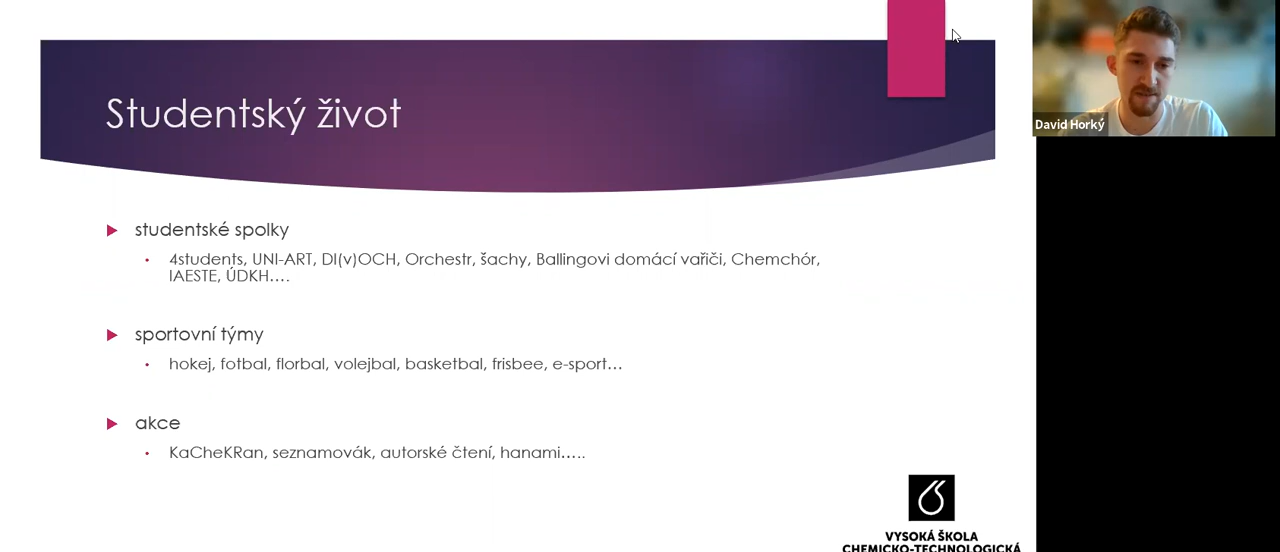 Studentský život
studentské spolky
4students, UNI-ART, DI(v)OCH, Orchestr, šachy, Ballingovi domácí vařiči, Chemchór,
IAESTE, ÚDKH....
sportovní týmy
hokej, fotbal, florbal, volejbal, basketbal, frisbee, e-sport...
akce
KaCheKRan, seznamovák, autorské čtení, hanami.....
VYSOKÁ ŠKOLA
CHEMICKO-TECHNOLOGICKÁ
David Horký